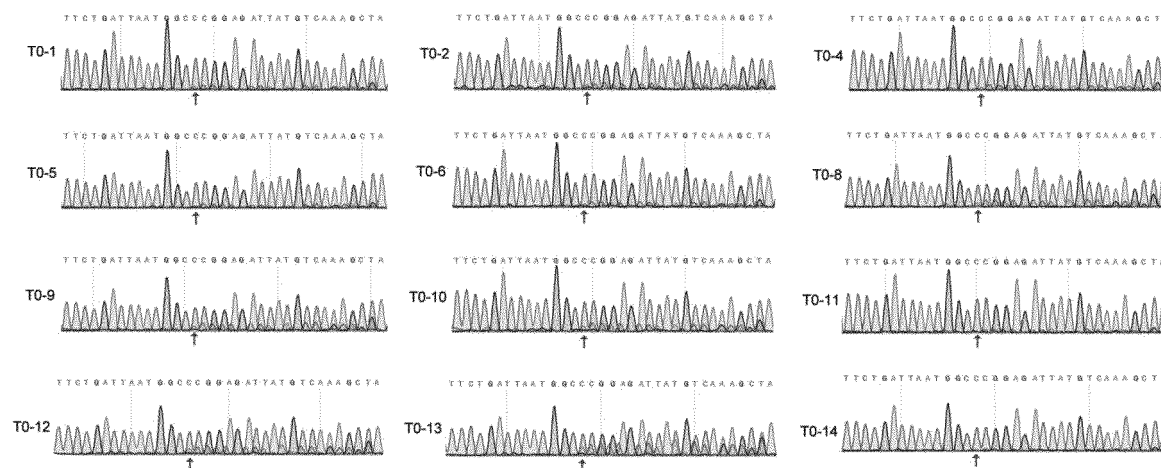 TTCTGATTAATGGCCCGGAGATTATGTCAAAGCTA
T0-1
TTCTGATTAATGGCCCGGAGATTATGTCAAAGCTA
T0-2
TTCTGATTAATGGCCCGGAGATTATGTCAAAGCT
T0-4
TTCTGATTAATGGCCCGGAGATTATGTCAAAGCTA
T0-5
TTCTGATTAATGGCCCGGAGATTATGTCAAAGCTA
T0-6
TTCTGATTAATGGCCCGGAGATTATGTCAAAGCT
T0-8
TTCTGATTAATGGCCCGGAGATTATGTCAAAGCTA
T0-9
TTCTGATTAATGGCCCGGAGATTATGTCAAAGCTA
T0-10
TTCTGATTAATGGCCCGGAGATTATGTCAAAGCTA
T0-11
TTCTGATTAATGGCCCGGAGATTATGTCAAAGCTA
T0-12
TTCTGATTAATGGCCCGGAGATTATGTCAAAGCTA
T0-13
TTCTGATTAATGGCCCGGAGATTATGTCAAAGCT
T0-14